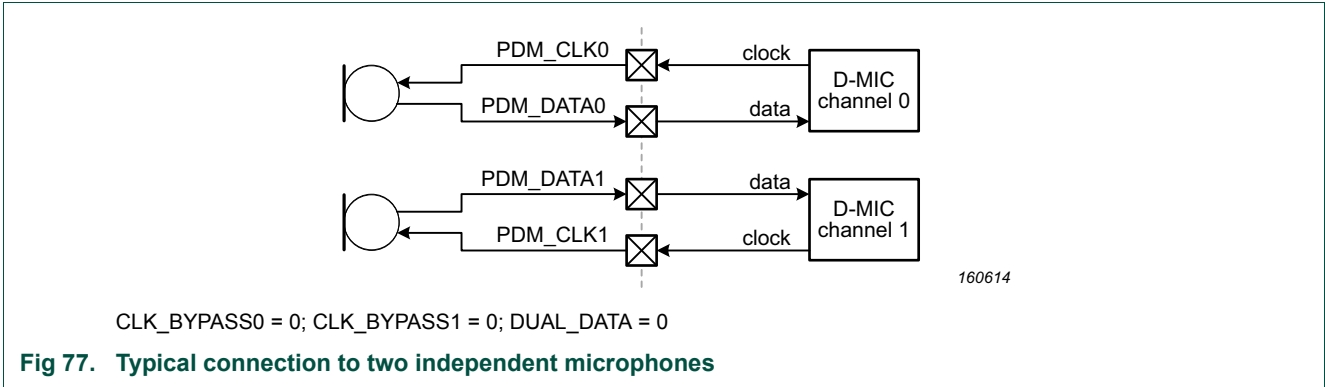 PDM_CLK0
clock
D-MIC
channel 0
PDM_DATA0
data
PDM_DATA1
data
D-MIC
channel 1
PDM_CLK1
clock
160614
CLK_BYPASS0 = 0; CLK_BYPASS1 = 0; DUAL_DATA = 0
Fig 77. Typical connection to two independent microphones